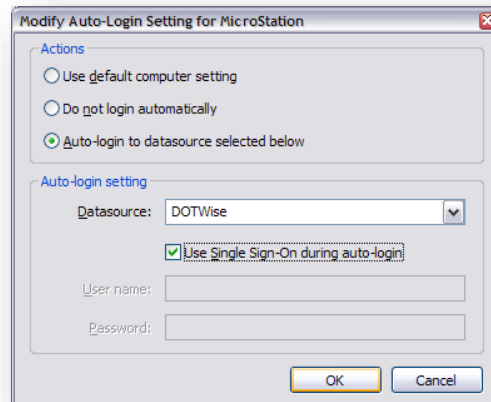 Modify Auto-Login Setting for MicroStation
Actions
Use default computer setting
Do not login automatically
Auto-login to datasource selected below
Auto-login setting
Datasource: DOTWise
Use Single Sign-On during auto-login
User name:
Password:
OK Cancel